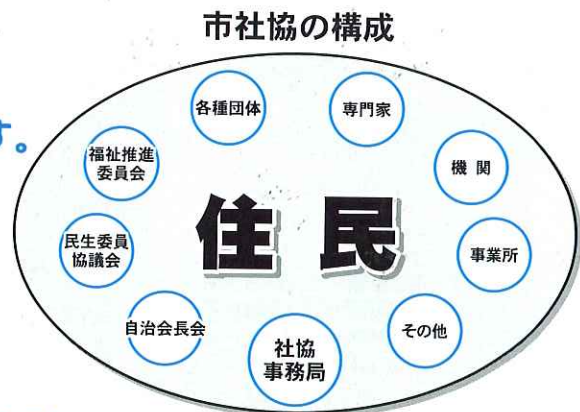 市社協の構成
す。
各種団体
専門家
福祉推進
委員会
機関
住民
民生委員
協議会
事業所
自治会長会
社協
事務局
その他